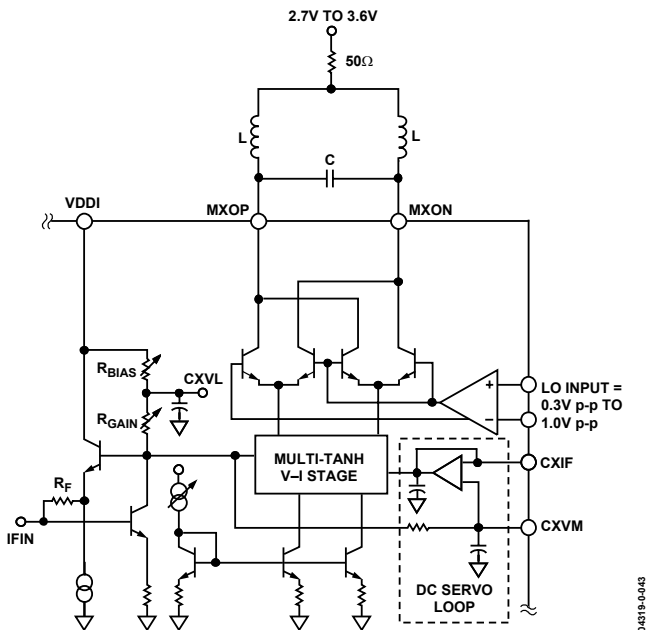 2.7V TO 3.6V
50Ω
L
L
C
VDDI
MXOP
MXON
RBIAS
CXVL
RGAIN
+
LO INPUT =
0.3V p-p TO
1.0V p-p
−
MULTI-TANH
V–I STAGE
CXIF
RF
IFIN
CXVM
DC SERVO
LOOP
04319-0-043